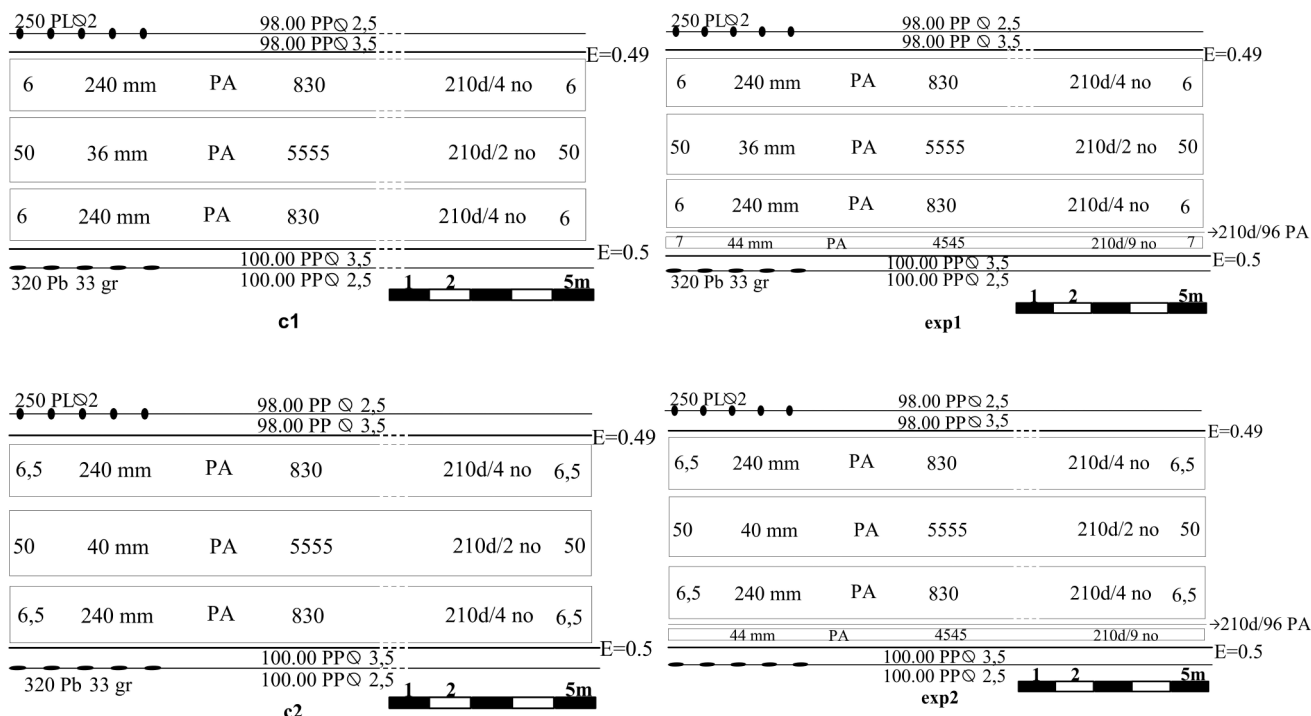 250 PL⦰2
98.00 PP⦰ 2,5
98.00 PP⦰ 3,5
E=0.49
6 240 mm PA 830 210d/4 no 6
50 36 mm PA 5555 210d/2 no 50
6 240 mm PA 830 210d/4 no 6
E=0.5
100.00 PP⦰ 3,5
320 Pb 33 gr
100.00 PP⦰ 2,5
1 2 5m
c1
250 PL⦰2
98.00 PP⦰ 2,5
98.00 PP⦰ 3,5
E=0.49
6 240 mm PA 830 210d/4 no 6
50 36 mm PA 5555 210d/2 no 50
6 240 mm PA 830 210d/4 no 6
→210d/96 PA
7 44 mm PA 4545 210d/9 no 7
E=0.5
100.00 PP⦰ 3,5
320 Pb 33 gr
100.00 PP⦰ 2,5
1 2 5m
exp1
250 PL⦰2
98.00 PP ⦰ 2,5
98.00 PP ⦰ 3,5
E=0.49
6,5 240 mm PA 830 210d/4 no 6,5
50 40 mm PA 5555 210d/2 no 50
6,5 240 mm PA 830 210d/4 no 6,5
E=0.5
100.00 PP⦰ 3,5
320 Pb 33 gr
100.00 PP⦰ 2,5
1 2 5m
c2
250 PL⦰2
98.00 PP⦰ 2,5
98.00 PP⦰ 3,5
E=0.49
6,5 240 mm PA 830 210d/4 no 6,5
50 40 mm PA 5555 210d/2 no 50
6,5 240 mm PA 830 210d/4 no 6,5
→210d/96 PA
44 mm PA 4545 210d/9 no
E=0.5
100.00 PP⦰ 3,5
100.00 PP⦰ 2,5
1 2 5m
exp2